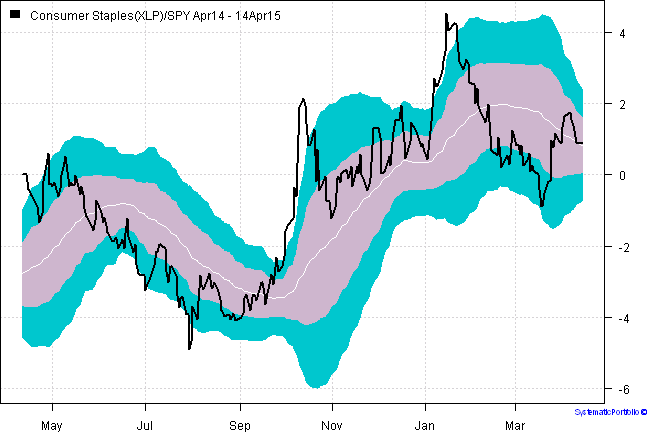 Consumer Staples(XLP)/SPY Apr14 - 14Apr15
4
2
0
-2
-4
-6
May Jul Sep Nov Jan Mar
SystematicPortfolio ©